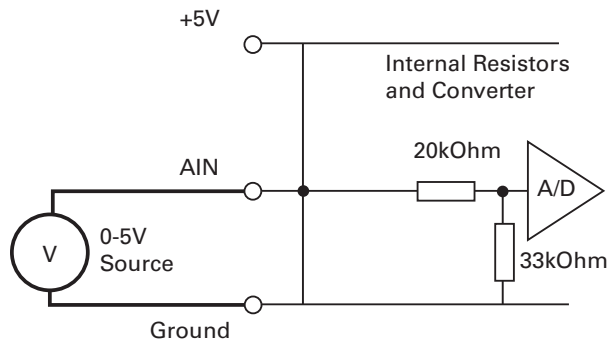 +5V
Internal Resistors
and Converter
20kOhm
AIN
A/D
0-5V
Source
V
33kOhm
Ground